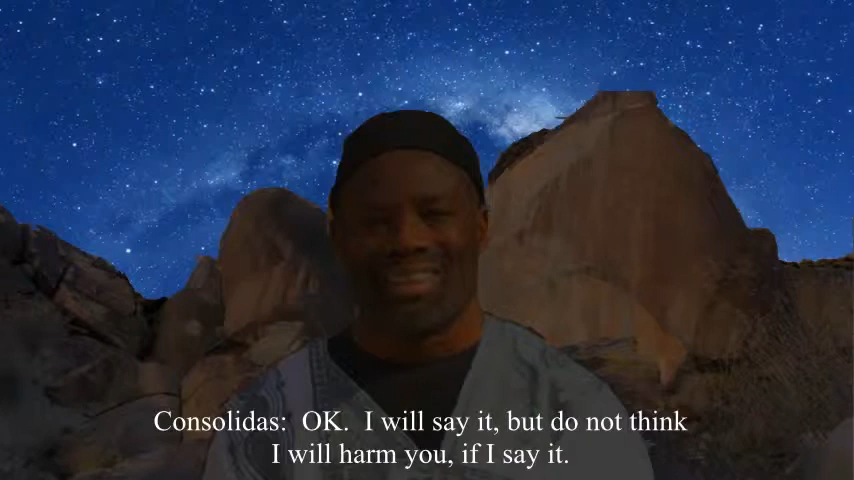 Consolidas:  OK.  I will say it, but do not think
I will harm you, if I say it.